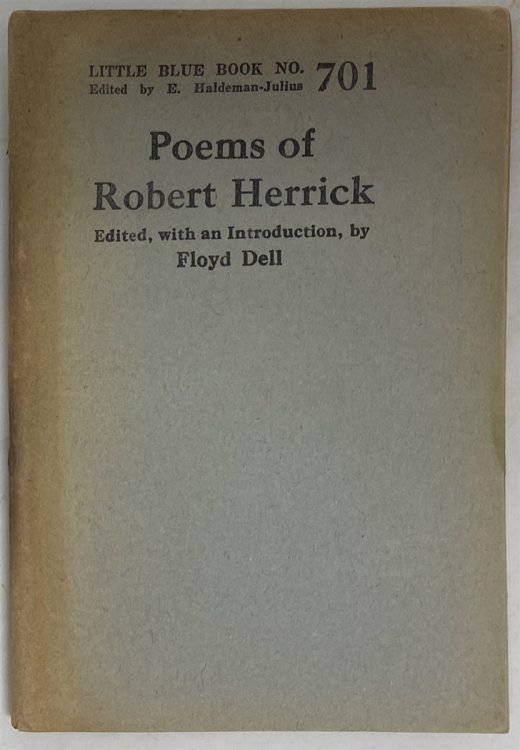 LITTLE BLUE BOOK NO. 701
Edited by E. Haldeman-Julius
Poems of
Robert Herrick
Edited, with an Introduction, by
Floyd Dell